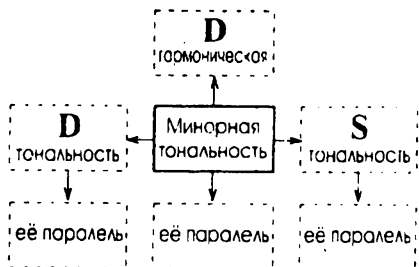 D
гармоническая
D
тональность
Минорная
тональность
S
тональность
её паралель
её паралель
её паралель